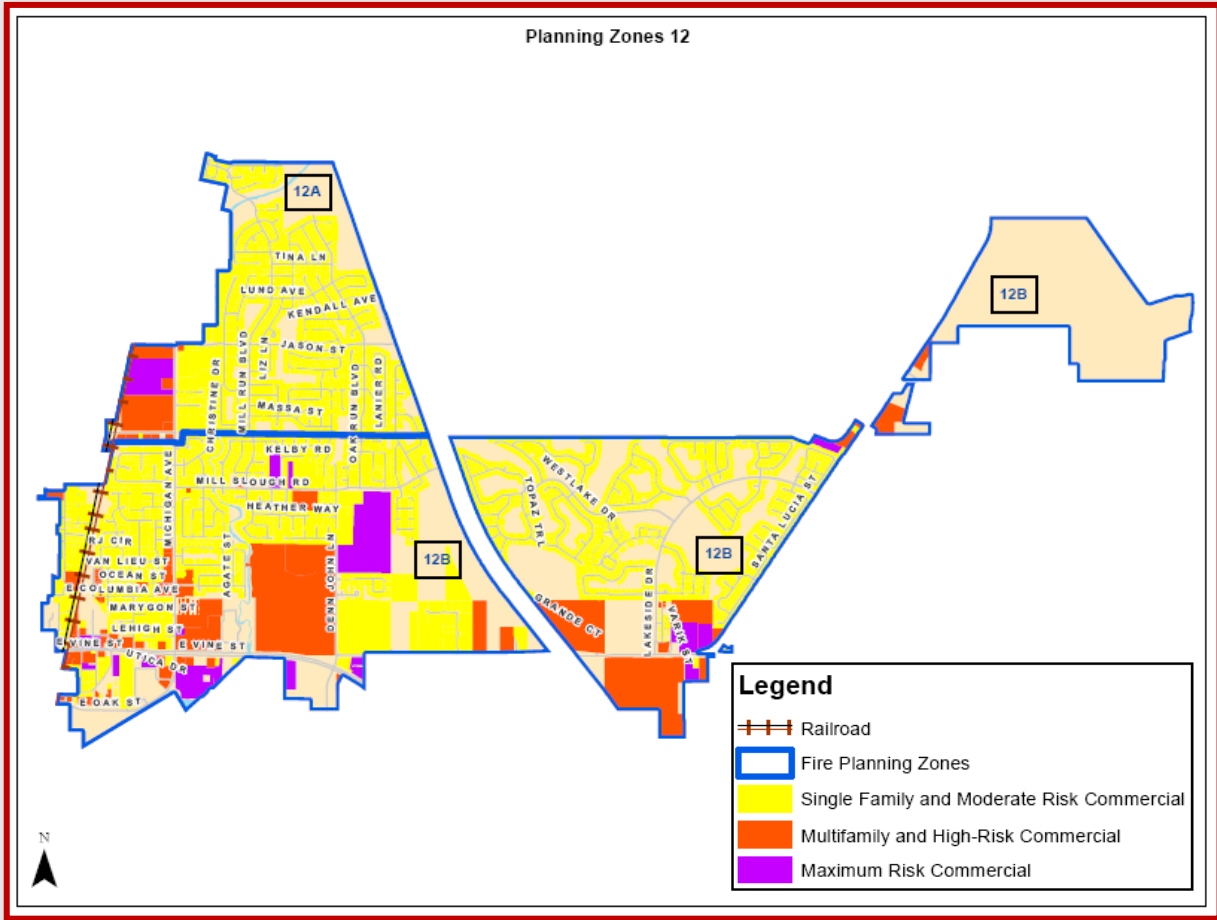 Planning Zones 12
12A
TINA LN
LUND AVE
KENDALL AVE
12B
JASON ST
CHRISTINE DR
MILL RUN BLVD
LIZ LN
OAK RUN BLVD
LANIER RD
MASSA ST
KELBY RD
MICHIGAN AVE
MILL SLOUGH RD
HEATHER WAY
WESTLAKE DR
TOPAZ TRL
SANTA LUCIA ST
RJ CIR
VAN LIEU ST
OCEAN ST
E COLUMBIA AVE
AGATE ST
DENN JOHN LN
12B
12B
MARYGON ST
LEHIGH ST
E VINE ST
E VINE ST
UTICA DR
E OAK ST
GRANDE CT
LAKESIDE DR
VARIK ST
Legend
Railroad
Fire Planning Zones
Single Family and Moderate Risk Commercial
Multifamily and High-Risk Commercial
Maximum Risk Commercial
N